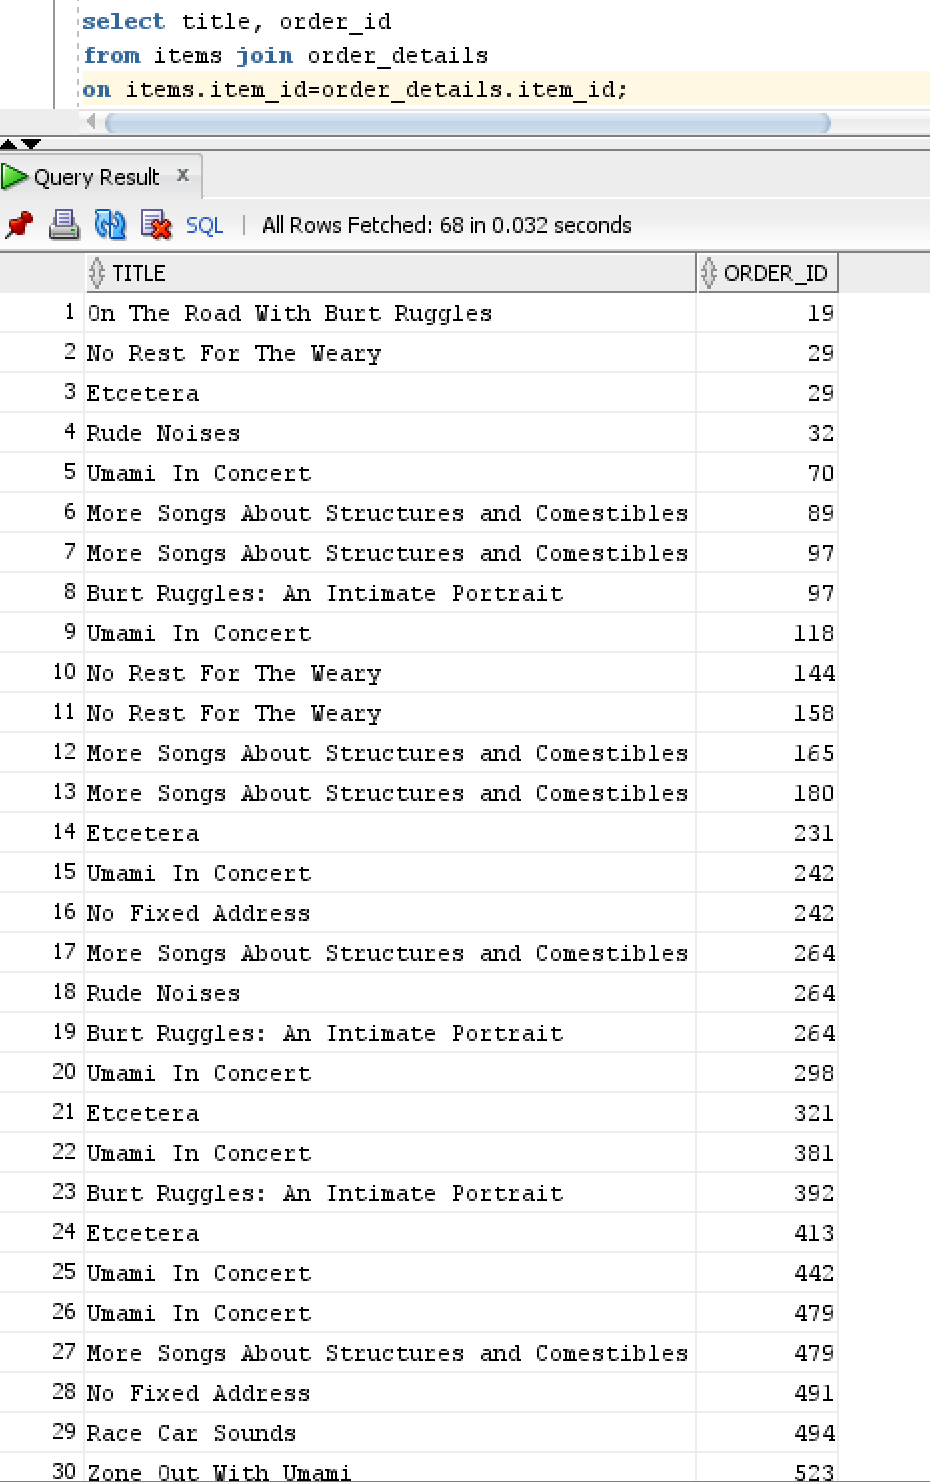 select title, order_id
from items join order_details
on items.item_id=order_details.item_id;
Query Result x
SQL | All Rows Fetched: 68 in 0.032 seconds
TITLE ORDER_ID
1 On The Road With Burt Ruggles 19
2 No Rest For The Weary 29
3 Etcetera 29
4 Rude Noises 32
5 Umami In Concert 70
6 More Songs About Structures and Comestibles 89
7 More Songs About Structures and Comestibles 97
8 Burt Ruggles: An Intimate Portrait 97
9 Umami In Concert 118
10 No Rest For The Weary 144
11 No Rest For The Weary 158
12 More Songs About Structures and Comestibles 165
13 More Songs About Structures and Comestibles 180
14 Etcetera 231
15 Umami In Concert 242
16 No Fixed Address 242
17 More Songs About Structures and Comestibles 264
18 Rude Noises 264
19 Burt Ruggles: An Intimate Portrait 264
20 Umami In Concert 298
21 Etcetera 321
22 Umami In Concert 381
23 Burt Ruggles: An Intimate Portrait 392
24 Etcetera 413
25 Umami In Concert 442
26 Umami In Concert 479
27 More Songs About Structures and Comestibles 479
28 No Fixed Address 491
29 Race Car Sounds 494
30 Zone Out With Umami 523